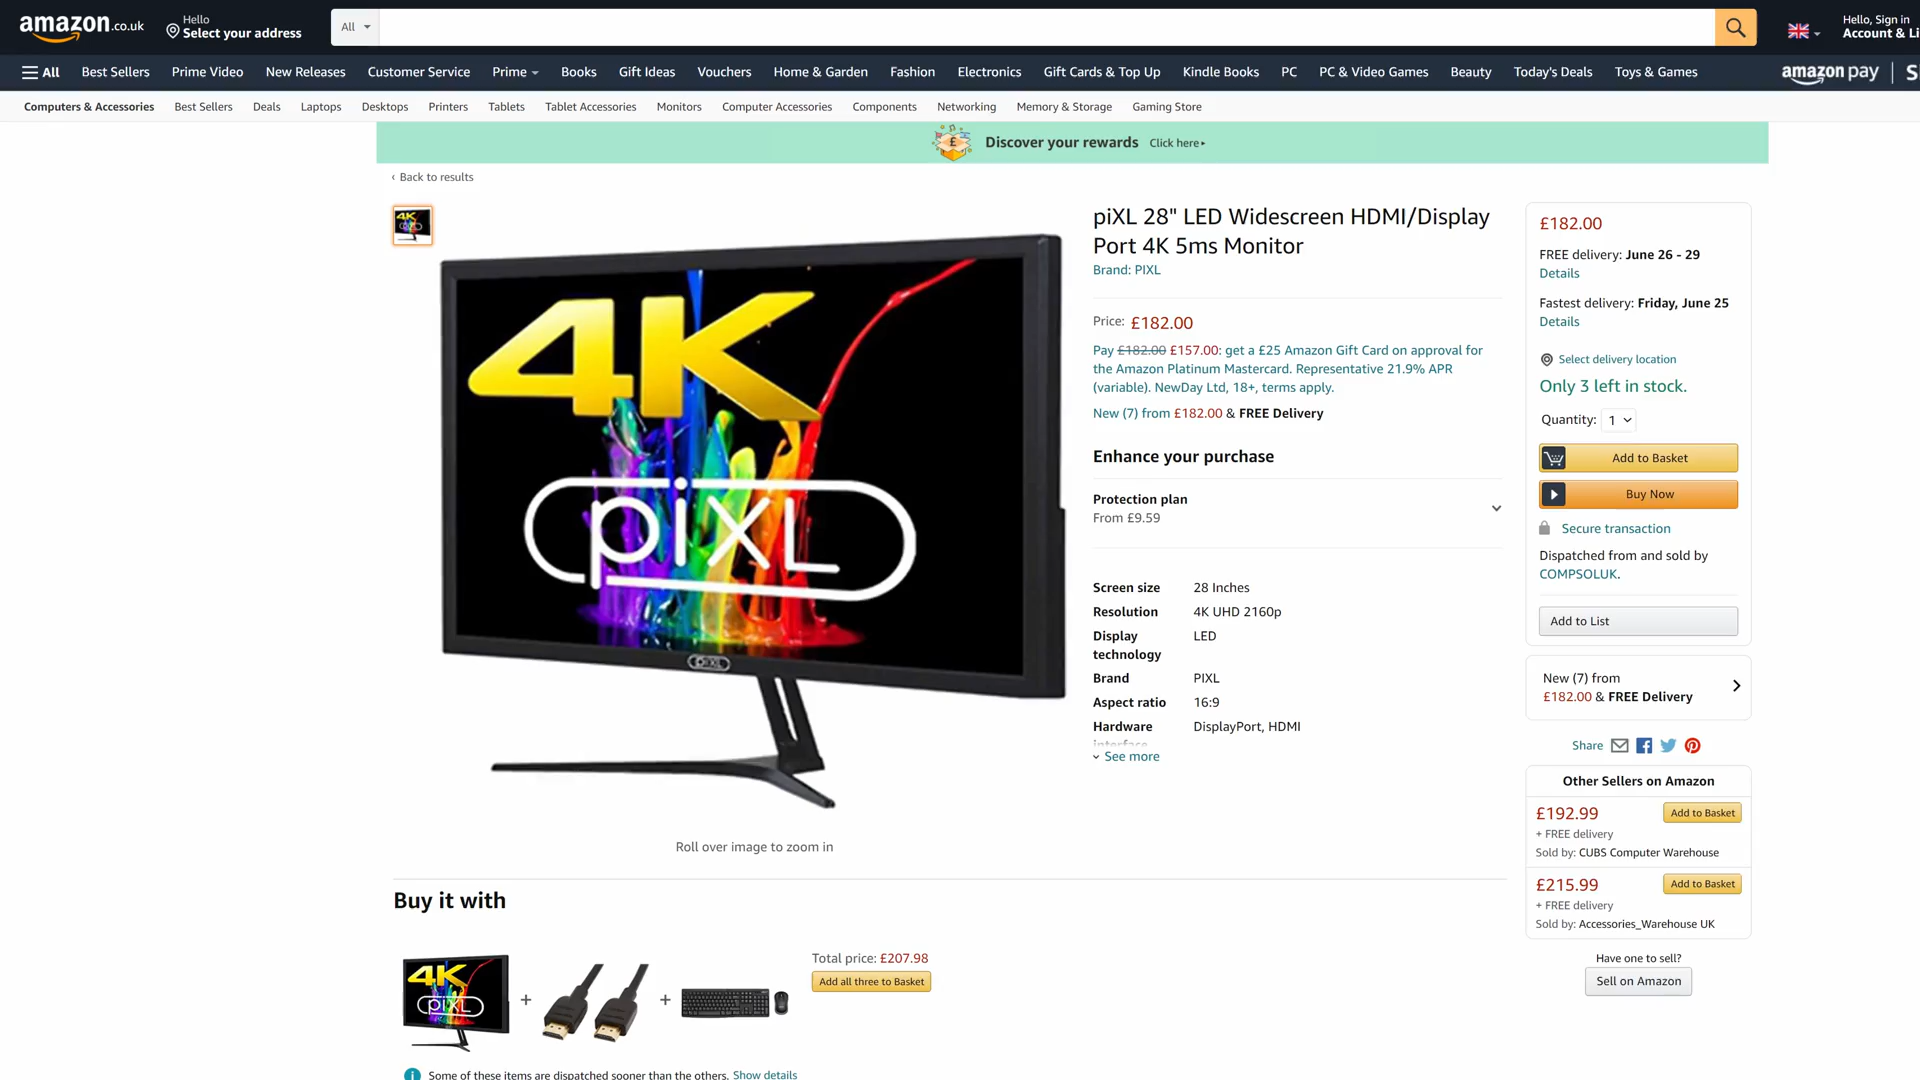 amazon.co.uk
Hello
Select your address
All
Hello, Sign in
Account & Li
All
Best Sellers
Prime Video
New Releases
Customer Service
Prime
Books
Gift Ideas
Vouchers
Home & Garden
Fashion
Electronics
Gift Cards & Top Up
Kindle Books
PC
PC & Video Games
Beauty
Today's Deals
Toys & Games
amazon pay
S
Computers & Accessories
Best Sellers
Deals
Laptops
Desktops
Printers
Tablets
Tablet Accessories
Monitors
Computer Accessories
Components
Networking
Memory & Storage
Gaming Store
£
Discover your rewards Click here▸
‹ Back to results
4K
piXL
piXL
piXL 28" LED Widescreen HDMI/Display
Port 4K 5ms Monitor
Brand: PIXL
Price: £182.00
Pay £182.00 £157.00: get a £25 Amazon Gift Card on approval for
the Amazon Platinum Mastercard. Representative 21.9% APR
(variable). NewDay Ltd, 18+, terms apply.
New (7) from £182.00 & FREE Delivery
Enhance your purchase
Protection plan
From £9.59
Screen size 28 Inches
Resolution 4K UHD 2160p
Display LED
technology
Brand PIXL
Aspect ratio 16:9
Hardware DisplayPort, HDMI
interface
See more
£182.00
FREE delivery: June 26 - 29
Details
Fastest delivery: Friday, June 25
Details
Select delivery location
Only 3 left in stock.
Quantity: 1
Add to Basket
Buy Now
Secure transaction
Dispatched from and sold by
COMPSOLUK.
Add to List
New (7) from
£182.00 & FREE Delivery
Share
Other Sellers on Amazon
£192.99 Add to Basket
+ FREE delivery
Sold by: CUBS Computer Warehouse
£215.99 Add to Basket
+ FREE delivery
Sold by: Accessories_Warehouse UK
Have one to sell?
Sell on Amazon
Roll over image to zoom in
Buy it with
4K
piXL
+
+
Total price: £207.98
Add all three to Basket
Some of these items are dispatched sooner than the others. Show details